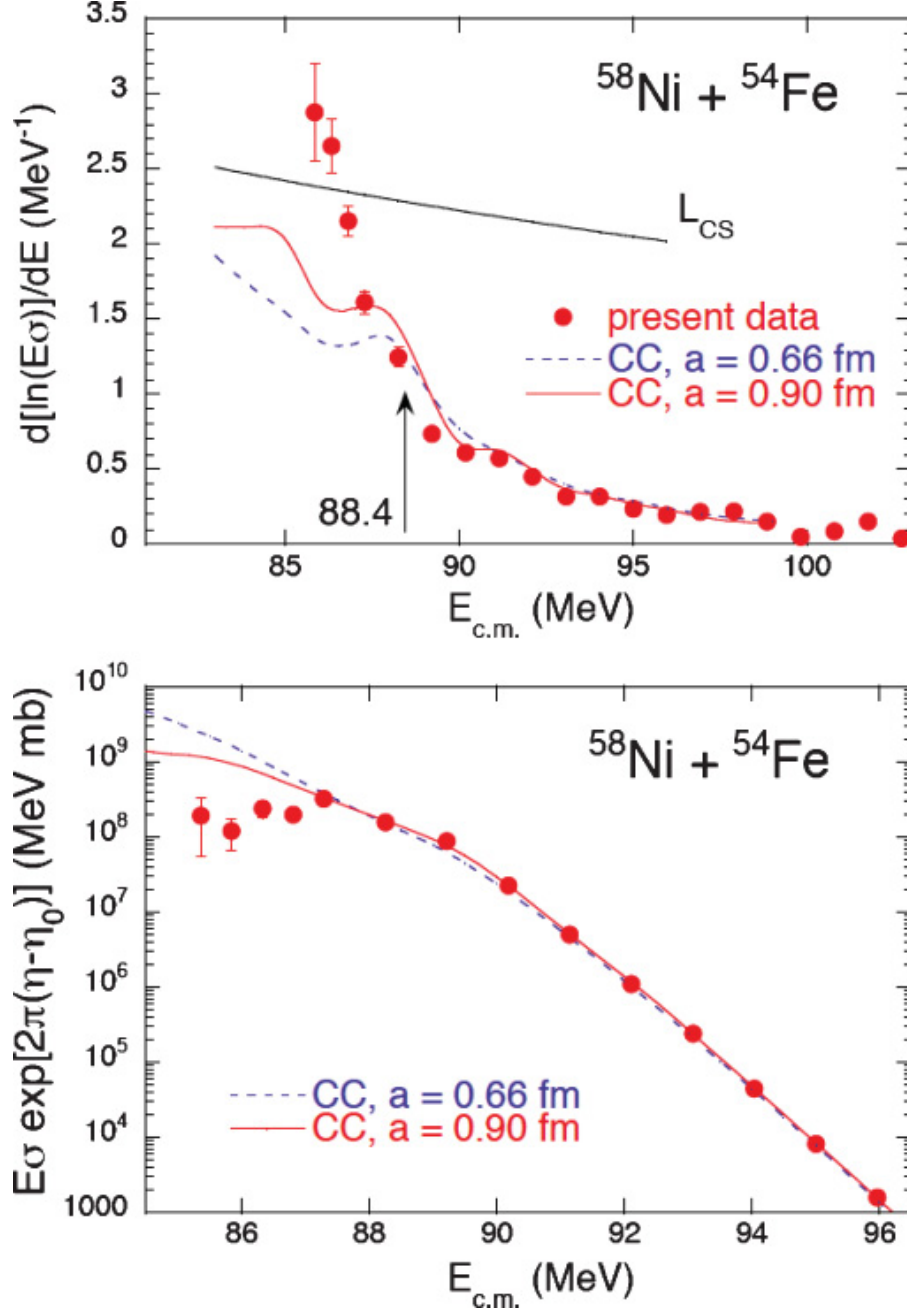 3.5
3
2.5
2
1.5
1
0.5
0
d[ln(Eσ)]/dE (MeV⁻¹)
⁵⁸Ni + ⁵⁴Fe
L_CS
present data
CC, a = 0.66 fm
CC, a = 0.90 fm
88.4
85 90 95 100
E_c.m. (MeV)
10¹⁰
10⁹
10⁸
10⁷
10⁶
10⁵
10⁴
1000
Eσ exp[2π(η-η₀)] (MeV mb)
⁵⁸Ni + ⁵⁴Fe
CC, a = 0.66 fm
CC, a = 0.90 fm
86 88 90 92 94 96
E_c.m. (MeV)